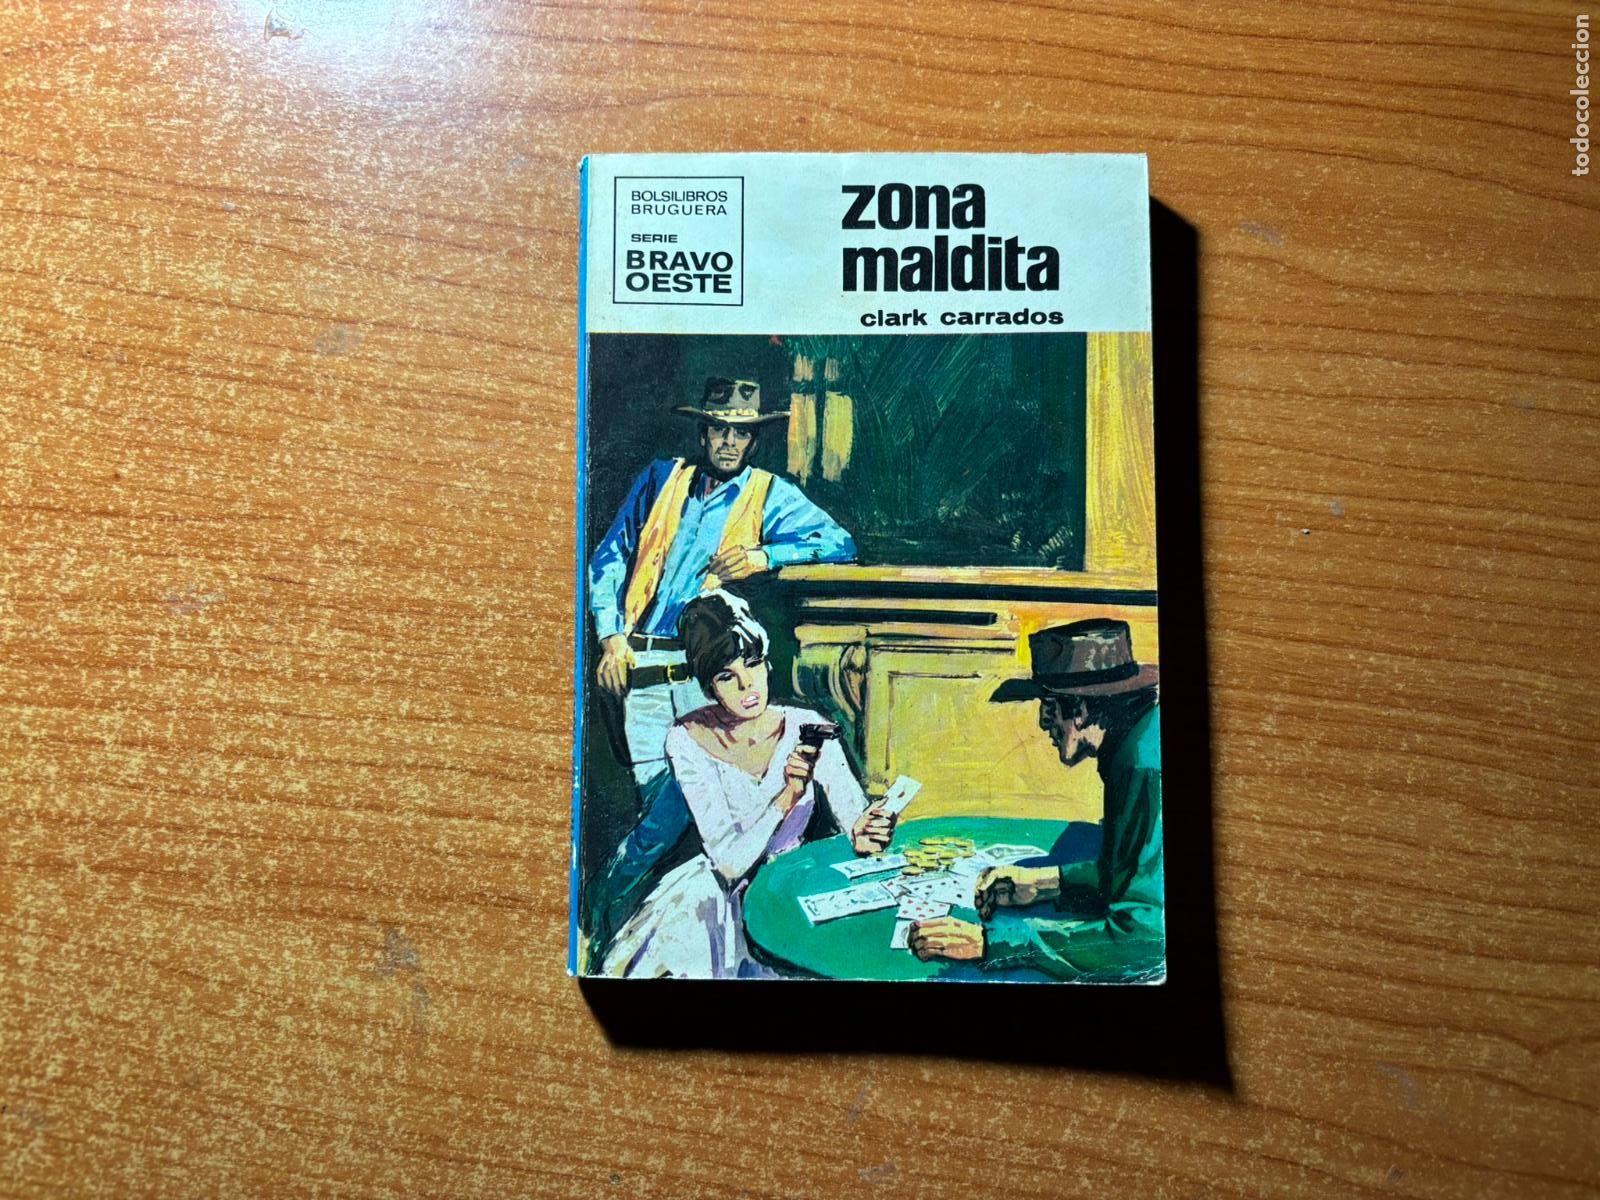 BOLSILIBROS
BRUGUERA
SERIE
BRAVO
OESTE
zona
maldita
clark carrados
todocoleccion